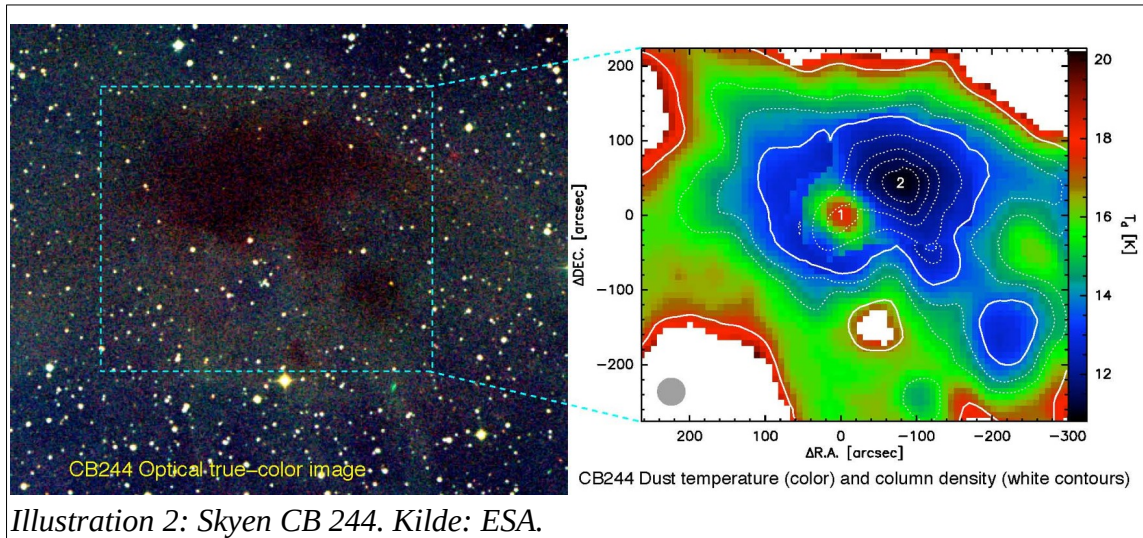 CB244 Optical true-color image
200
100
0
-100
-200
ΔDEC. [arcsec]
1
2
200 100 0 -100 -200 -300
ΔR.A. [arcsec]
20
18
16
14
12
T_d [K]
CB244 Dust temperature (color) and column density (white contours)
Illustration 2: Skyen CB 244. Kilde: ESA.